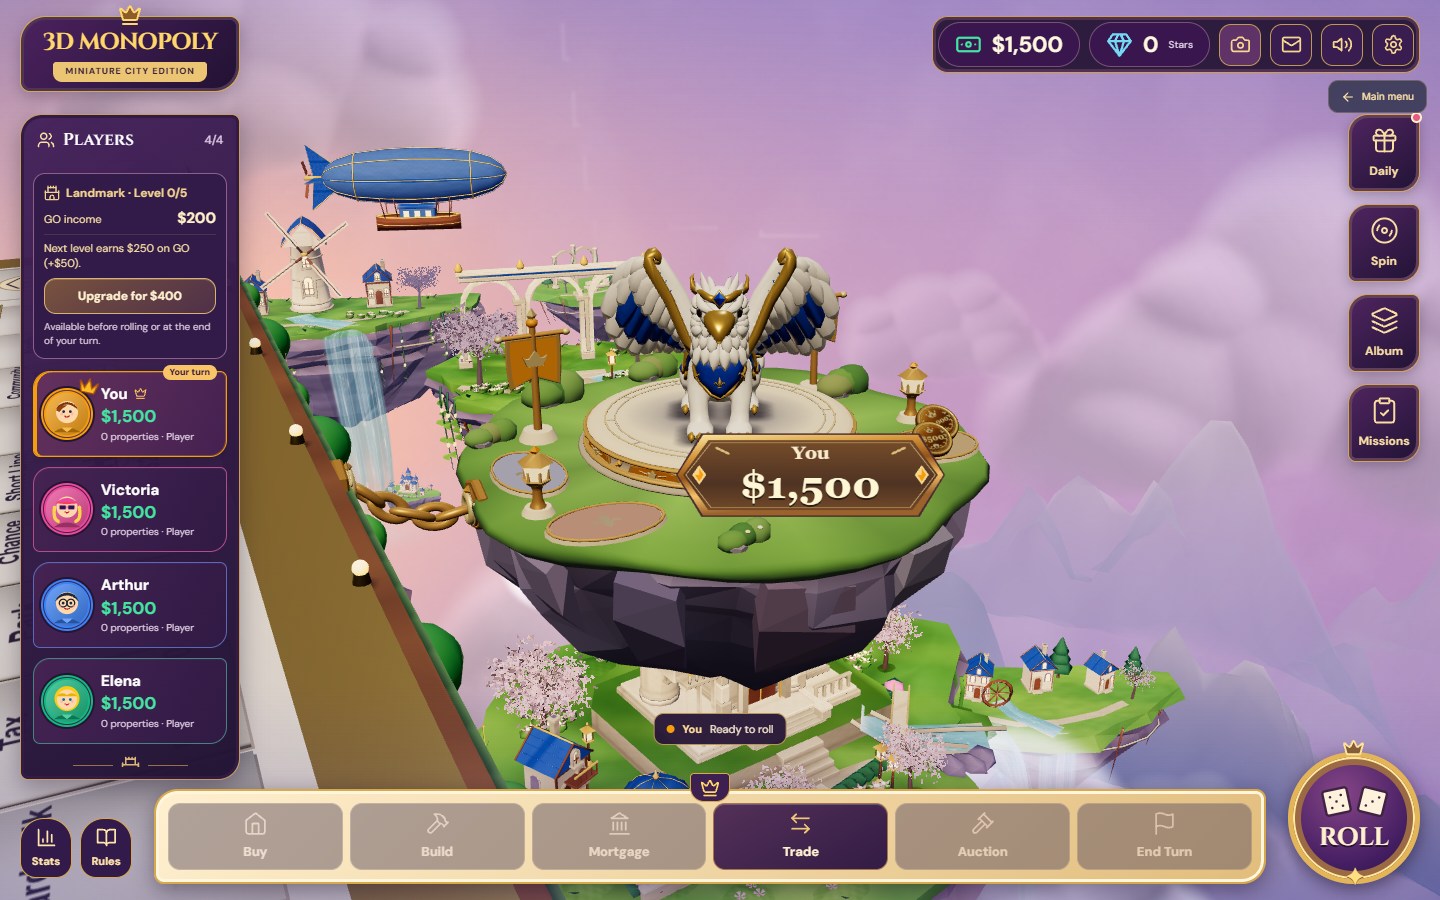 3D MONOPOLY
MINIATURE CITY EDITION
$1,500
0 Stars
Main menu
PLAYERS
4/4
Landmark · Level 0/5
GO income
$200
Next level earns $250 on GO
(+$50).
Upgrade for $400
Available before rolling or at the end
of your turn.
Your turn
You
$1,500
0 properties · Player
Victoria
$1,500
0 properties · Player
Arthur
$1,500
0 properties · Player
Elena
$1,500
0 properties · Player
Daily
Spin
Album
Missions
You
$1,500
You Ready to roll
Chance
Tax
Stats
Rules
Buy
Build
Mortgage
Trade
Auction
End Turn
ROLL